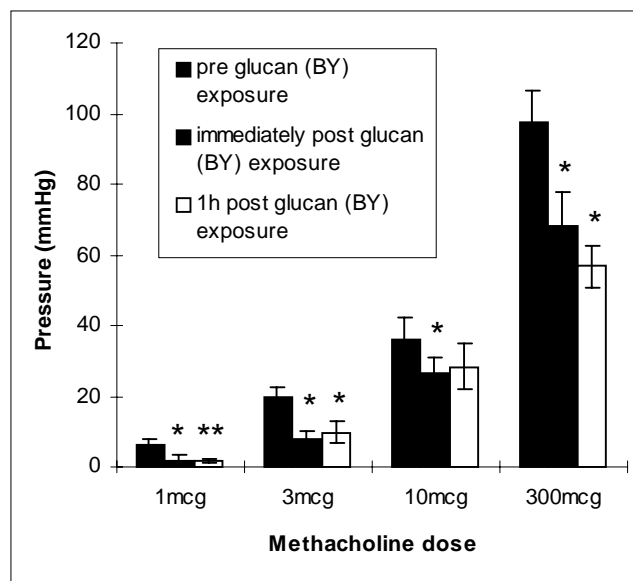 120
100
80
60
40
20
0
Pressure (mmHg)
pre glucan (BY)
exposure
immediately post glucan
(BY) exposure
1h post glucan (BY)
exposure
* **
* *
*
* 
*
1mcg 3mcg 10mcg 300mcg
Methacholine dose